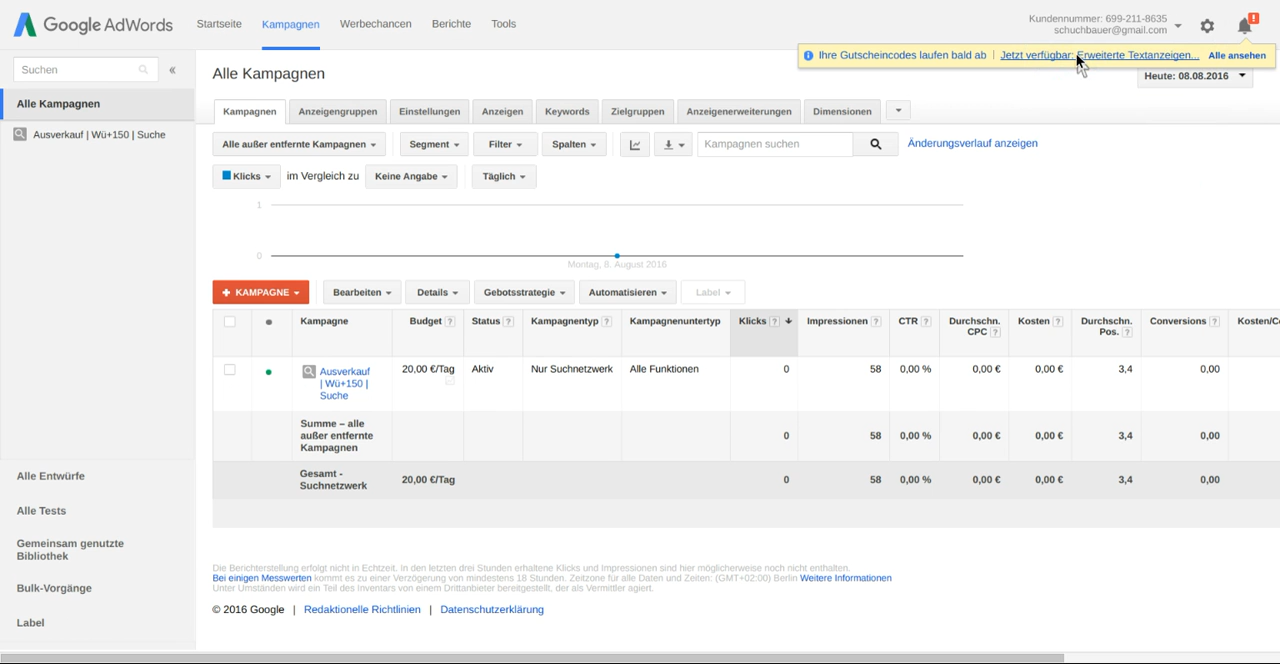 Google AdWords
Startseite Kampagnen Werbechancen Berichte Tools
Kundennummer: 699-211-8635
schuchbauer@gmail.com
Ihre Gutscheincodes laufen bald ab | Jetzt verfügbar: Erweiterte Textanzeigen... Alle ansehen
Suchen «
Alle Kampagnen
Heute: 08.08.2016
Alle Kampagnen
Ausverkauf | Wü+150 | Suche
Kampagnen Anzeigengruppen Einstellungen Anzeigen Keywords Zielgruppen Anzeigenerweiterungen Dimensionen
Alle außer entfernte Kampagnen Segment Filter Spalten Kampagnen suchen Änderungsverlauf anzeigen
Klicks im Vergleich zu Keine Angabe Täglich
1
0
Montag, 8. August 2016
+ KAMPAGNE Bearbeiten Details Gebotsstrategie Automatisieren Label
Kampagne Budget ? Status ? Kampagnentyp ? Kampagnenuntertyp Klicks ? Impressionen ? CTR ? Durchschn. CPC ? Kosten ? Durchschn. Pos. ? Conversions ? Kosten/Co
Ausverkauf | Wü+150 | Suche 20,00 €/Tag Aktiv Nur Suchnetzwerk Alle Funktionen 0 58 0,00 % 0,00 € 0,00 € 3,4 0,00
Summe – alle außer entfernte Kampagnen 0 58 0,00 % 0,00 € 0,00 € 3,4 0,00
Gesamt - Suchnetzwerk 20,00 €/Tag 0 58 0,00 % 0,00 € 0,00 € 3,4 0,00
Alle Entwürfe
Alle Tests
Gemeinsam genutzte
Bibliothek
Bulk-Vorgänge
Label
Die Berichterstellung erfolgt nicht in Echtzeit. In den letzten drei Stunden erhaltene Klicks und Impressionen sind hier möglicherweise noch nicht enthalten.
Bei einigen Messwerten kommt es zu einer Verzögerung von mindestens 18 Stunden. Zeitzone für alle Daten und Zeiten: (GMT+02:00) Berlin Weitere Informationen
Unter Umständen wird ein Teil des Inventars von einem Drittanbieter bereitgestellt, der als Vermittler agiert.
© 2016 Google | Redaktionelle Richtlinien | Datenschutzerklärung